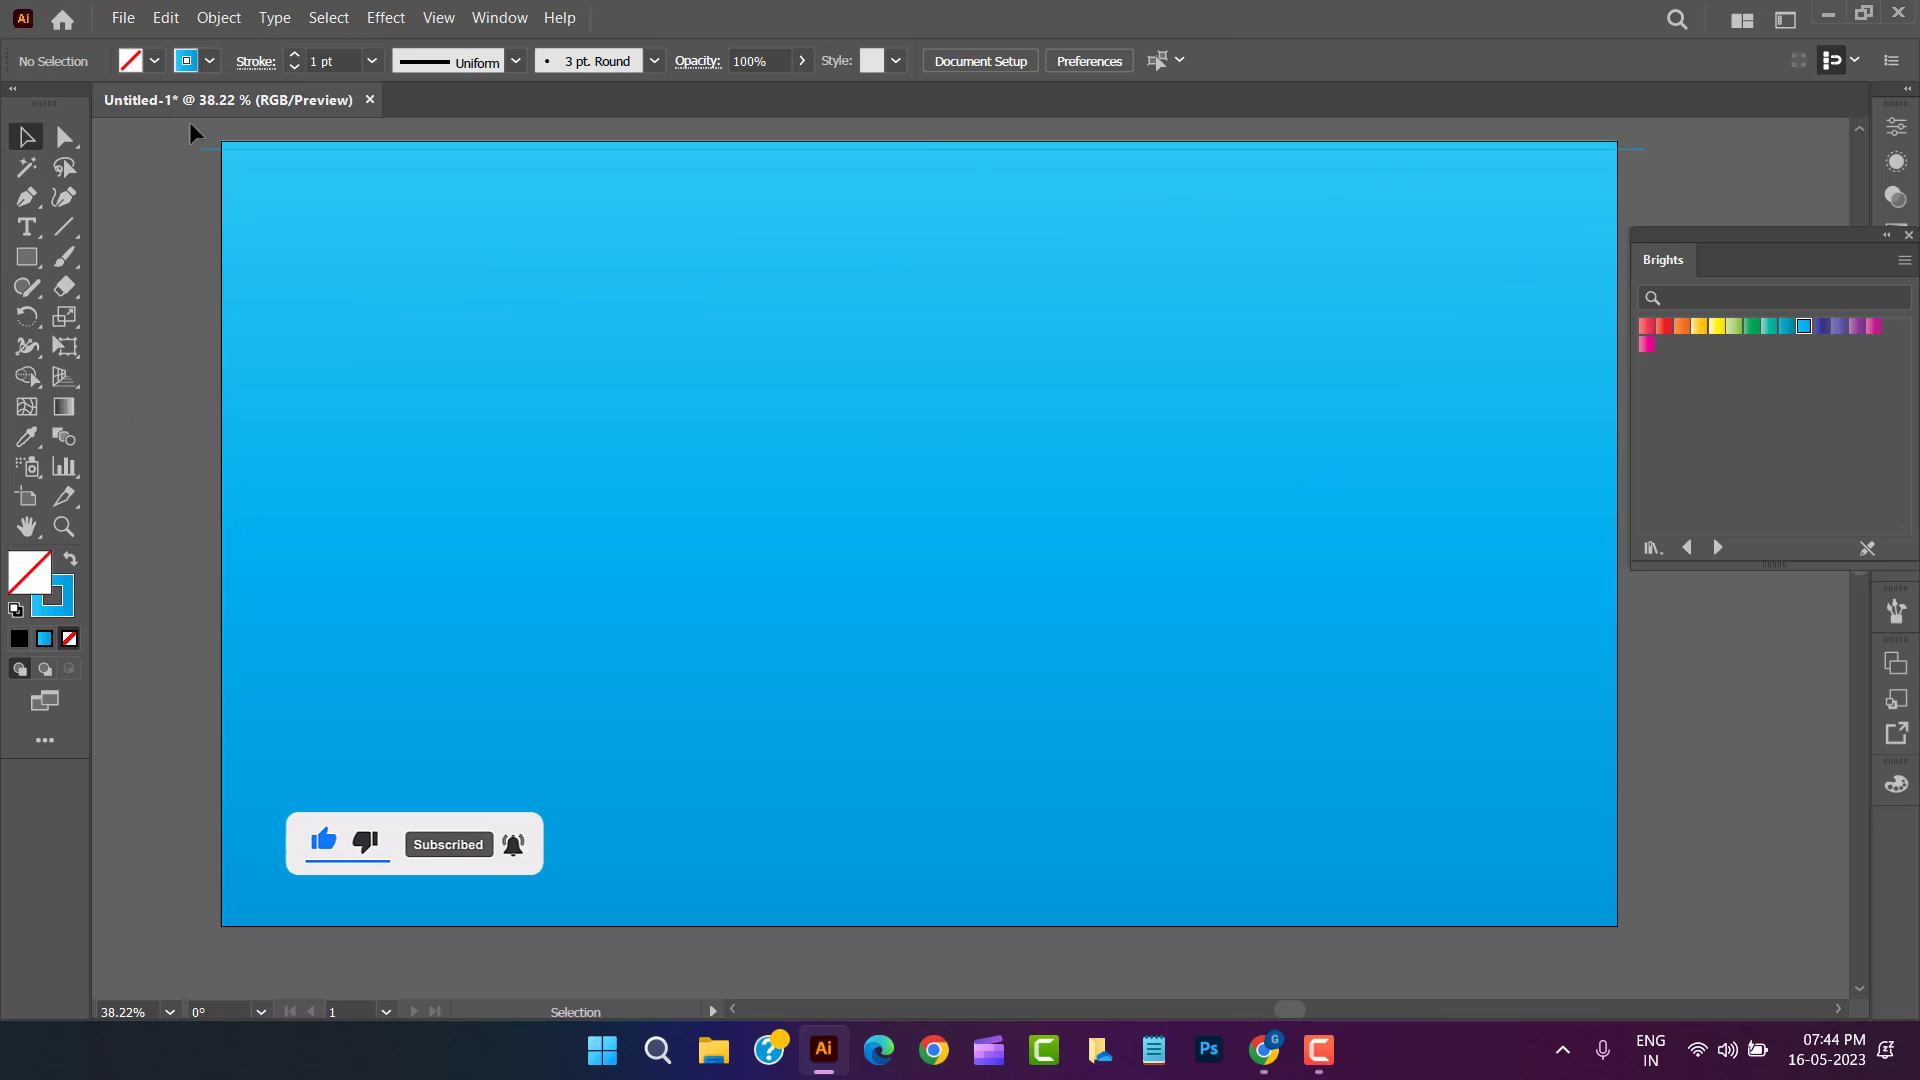 Ai File Edit Object Type Select Effect View Window Help
No Selection Stroke: 1 pt Uniform 3 pt. Round Opacity: 100% Style: Document Setup Preferences
Untitled-1* @ 38.22 % (RGB/Preview)
Brights
Subscribed
38.22% 0° 1 Selection
Ai Ps G ENG 07:44 PM
IN 16-05-2023